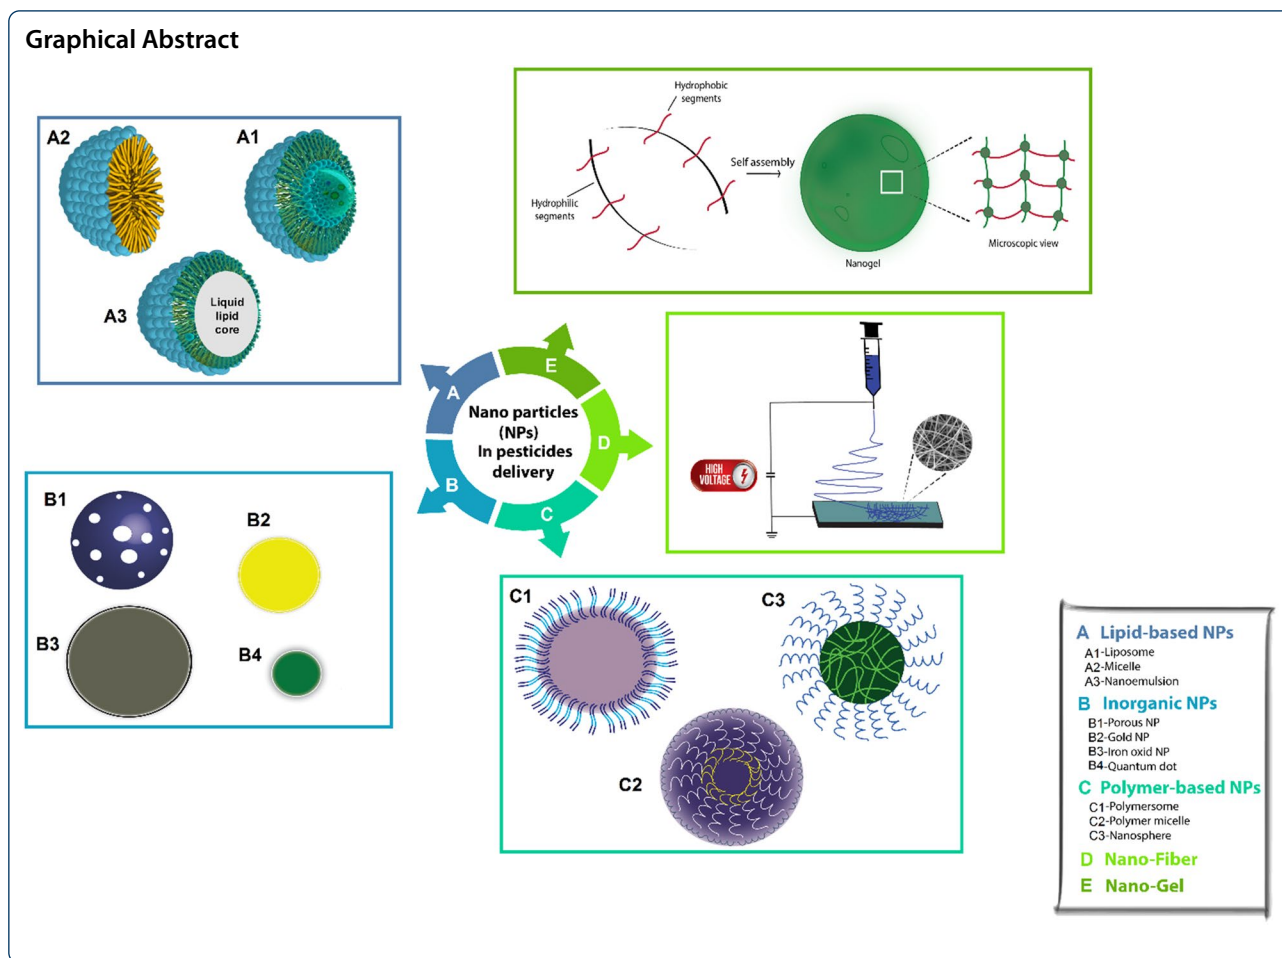 Graphical Abstract
A2
A1
A3
Liquid
lipid
core
Hydrophobic
segments
Hydrophilic
segments
Self assembly
Nanogel
Microscopic view
A
B
C
D
E
Nano particles
(NPs)
In pesticides
delivery
HIGH
VOLTAGE
B1
B2
B3
B4
C1
C2
C3
A Lipid-based NPs
A1-Liposome
A2-Micelle
A3-Nanoemulsion
B Inorganic NPs
B1-Porous NP
B2-Gold NP
B3-Iron oxid NP
B4-Quantum dot
C Polymer-based NPs
C1-Polymersome
C2-Polymer micelle
C3-Nanosphere
D Nano-Fiber
E Nano-Gel